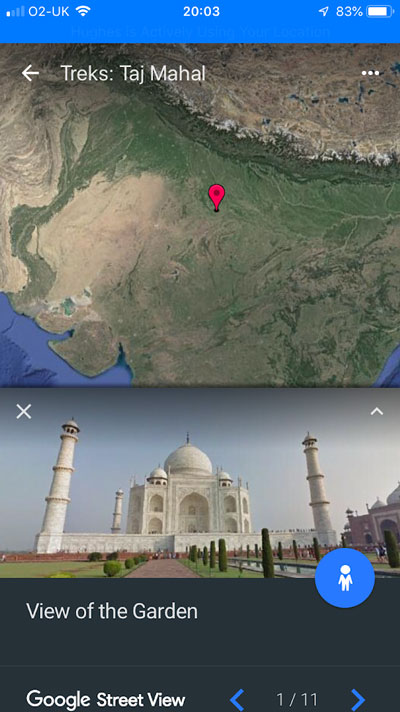 O2-UK 20:03 83%
Hughes is Actively Using Your Location
Treks: Taj Mahal
View of the Garden
Google Street View 1 / 11